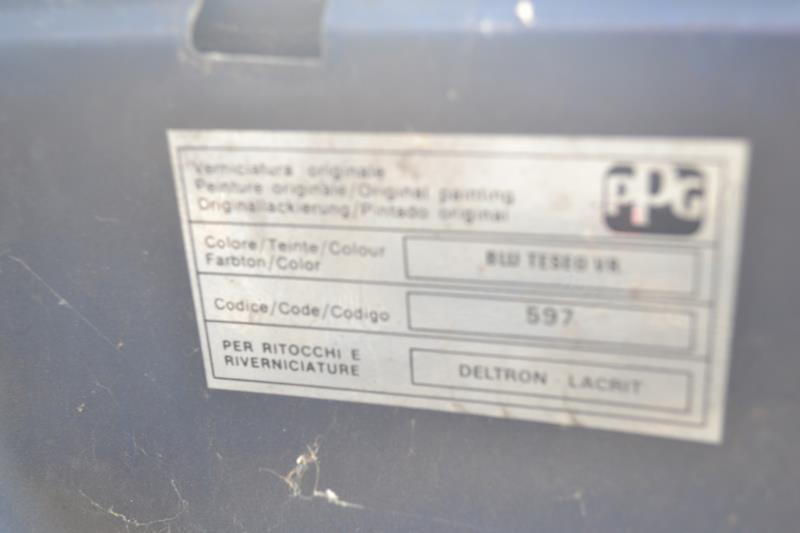 Verniciatura originale
Peinture originale/Original painting
Originallackierung/Pintado original
PPG
Colore/Teinte/Colour
Farbton/Color
BLU TESEO VR
Codice/Code/Codigo
597
PER RITOCCHI E
RIVERNICIATURE
DELTRON LACRIT